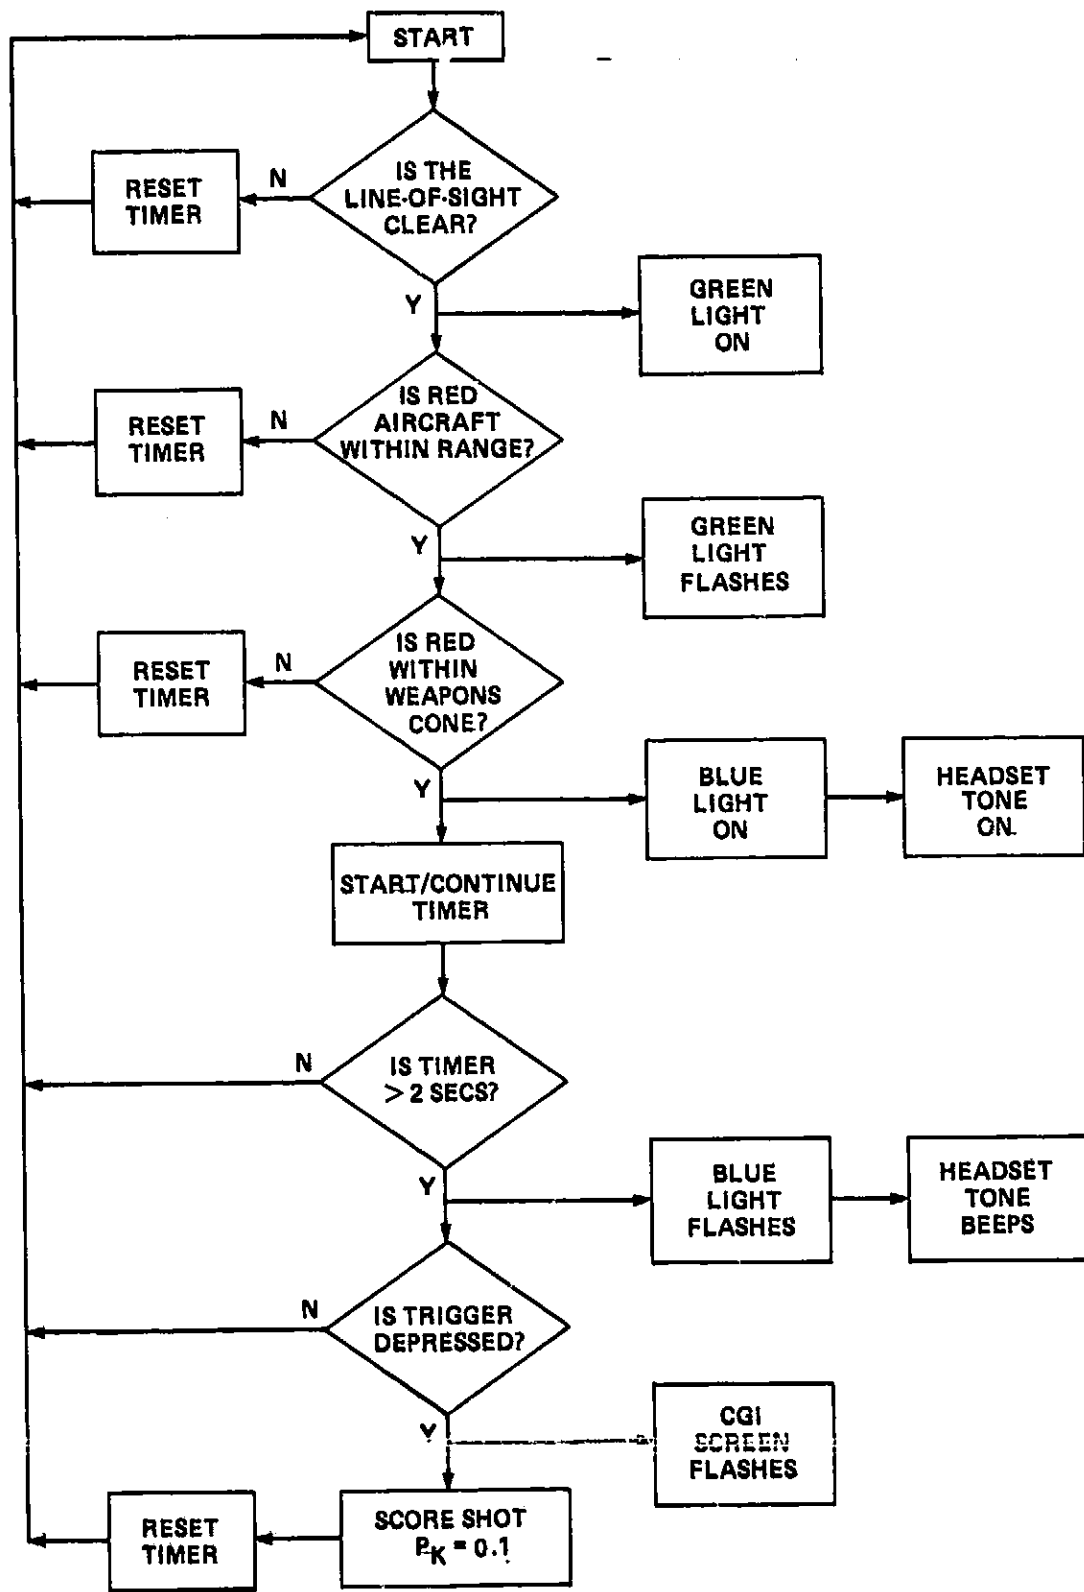 START
IS THE
LINE-OF-SIGHT
CLEAR?
N
RESET
TIMER
Y
GREEN
LIGHT
ON
IS RED
AIRCRAFT
WITHIN RANGE?
N
RESET
TIMER
Y
GREEN
LIGHT
FLASHES
IS RED
WITHIN
WEAPONS
CONE?
N
RESET
TIMER
Y
BLUE
LIGHT
ON
HEADSET
TONE
ON
START/CONTINUE
TIMER
IS TIMER
> 2 SECS?
N
Y
BLUE
LIGHT
FLASHES
HEADSET
TONE
BEEPS
IS TRIGGER
DEPRESSED?
N
Y
CGI
SCREEN
FLASHES
SCORE SHOT
PK = 0.1
RESET
TIMER